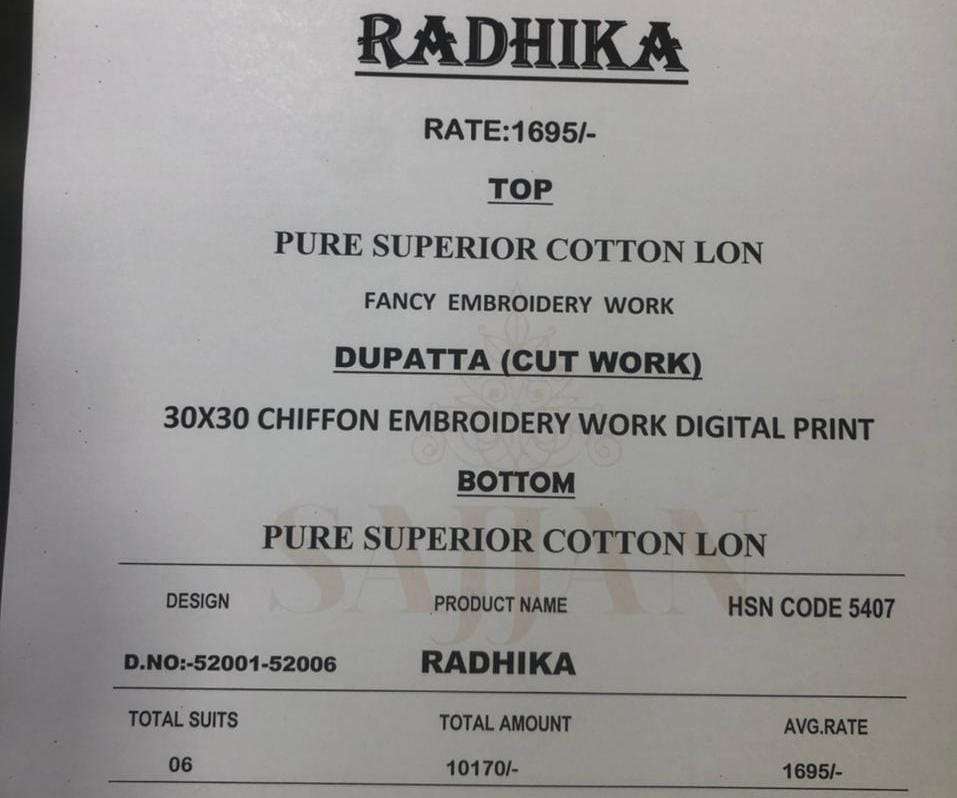 RADHIKA
RATE:1695/-
TOP
PURE SUPERIOR COTTON LON
FANCY EMBROIDERY WORK
DUPATTA (CUT WORK)
30X30 CHIFFON EMBROIDERY WORK DIGITAL PRINT
BOTTOM
PURE SUPERIOR COTTON LON
SAJJAN
DESIGN PRODUCT NAME HSN CODE 5407
D.NO:-52001-52006 RADHIKA
TOTAL SUITS TOTAL AMOUNT AVG.RATE
06 10170/- 1695/-